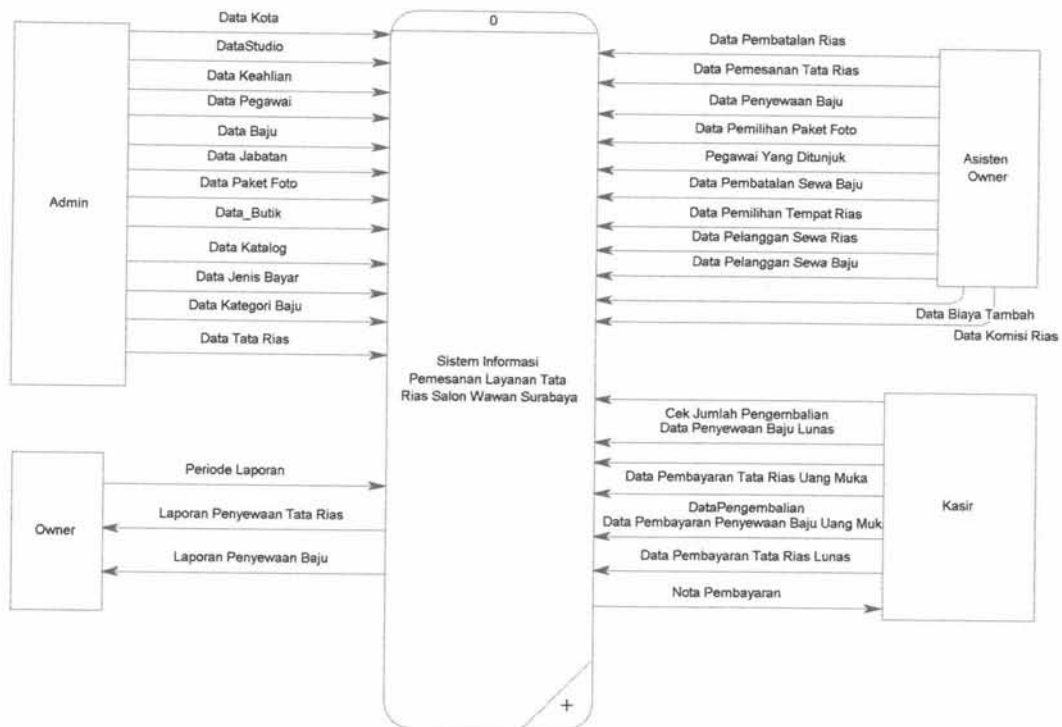 Data Kota
DataStudio
Data Keahlian
Data Pegawai
Data Baju
Data Jabatan
Data Paket Foto
Data_Butik
Data Katalog
Data Jenis Bayar
Data Kategori Baju
Data Tata Rias
Admin
0
Sistem Informasi
Pemesanan Layanan Tata
Rias Salon Wawan Surabaya
+
Data Pembatalan Rias
Data Pemesanan Tata Rias
Data Penyewaan Baju
Data Pemilihan Paket Foto
Pegawai Yang Ditunjuk
Data Pembatalan Sewa Baju
Data Pemilihan Tempat Rias
Data Pelanggan Sewa Rias
Data Pelanggan Sewa Baju
Data Biaya Tambah
Data Komisi Rias
Asisten
Owner
Periode Laporan
Laporan Penyewaan Tata Rias
Laporan Penyewaan Baju
Owner
Cek Jumlah Pengembalian
Data Penyewaan Baju Lunas
Data Pembayaran Tata Rias Uang Muka
DataPengembalian
Data Pembayaran Penyewaan Baju Uang Muk
Data Pembayaran Tata Rias Lunas
Nota Pembayaran
Kasir